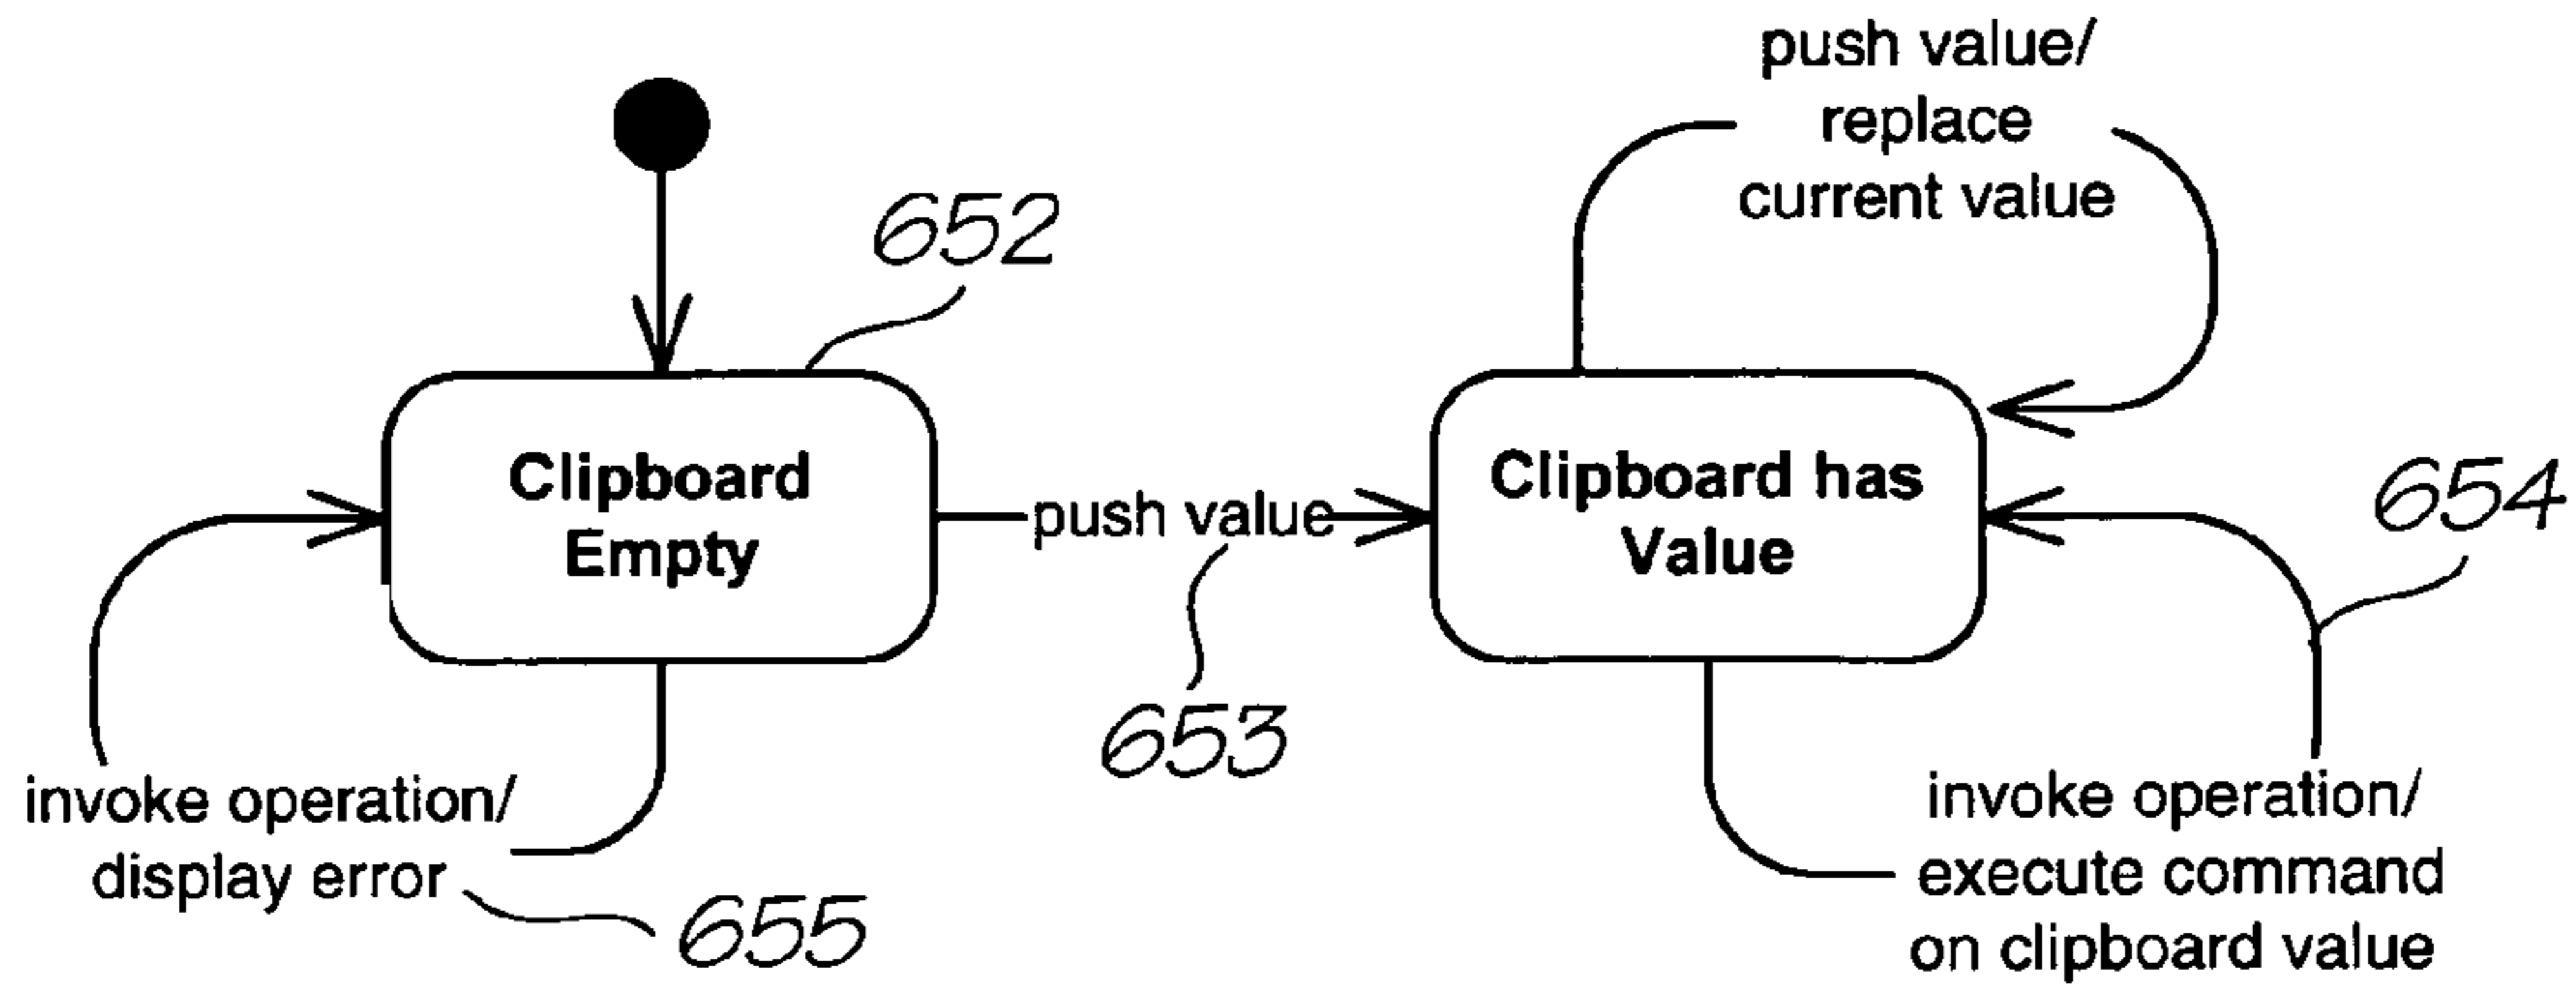 push value/
replace
current value
652
Clipboard
Empty
push value
Clipboard has
Value
654
653
invoke operation/
display error
655
invoke operation/
execute command
on clipboard value